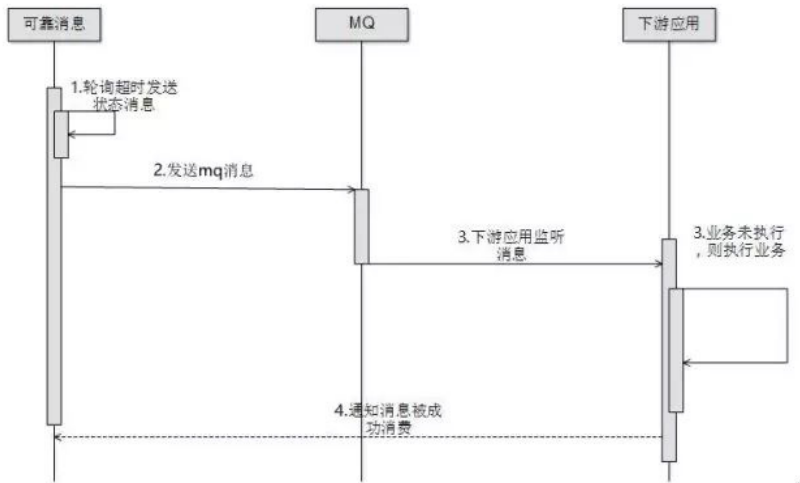 可靠消息
MQ
下游应用
1.轮询超时发送
状态消息
2.发送mq消息
3.下游应用监听
消息
3.业务未执行
，则执行业务
4.通知消息被成
功消费